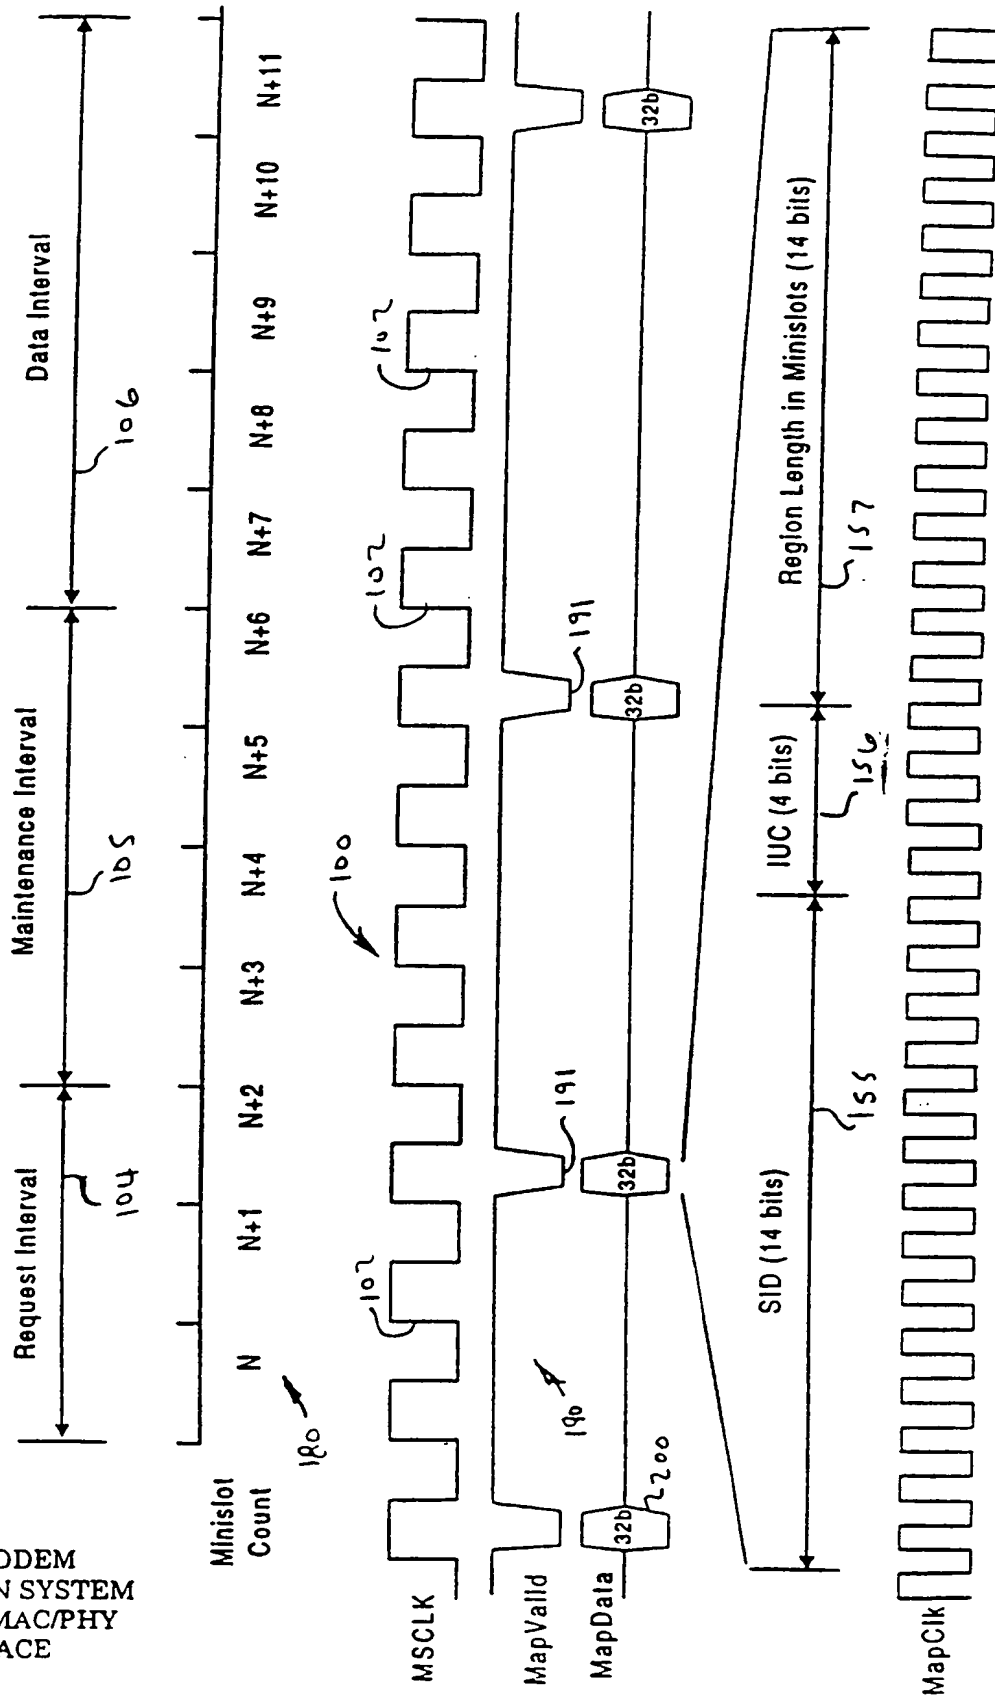 ODEM
N SYSTEM
MAC/PHY
ACE
Request Interval
Maintenance Interval
Data Interval
104
105
106
Minislot
Count
N
N+1
N+2
N+3
N+4
N+5
N+6
N+7
N+8
N+9
N+10
N+11
180
100
MSCLK
102
102
102
MapValid
190
191
191
MapData
32b
32b
32b
32b
200
SID (14 bits)
IUC (4 bits)
Region Length in Minislots (14 bits)
155
156
157
MapClk